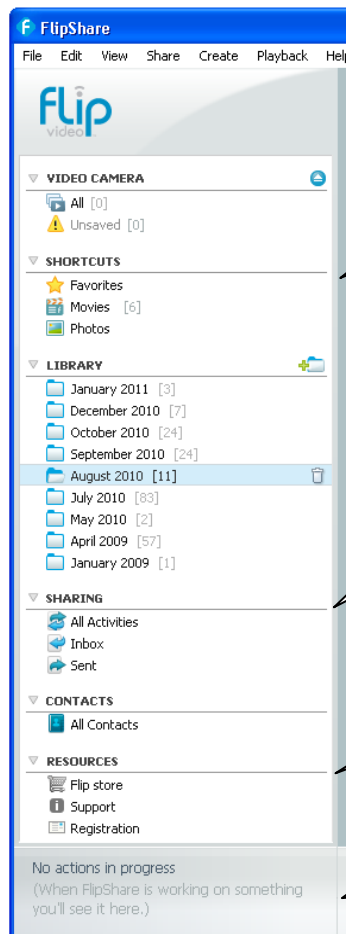 FlipShare
File Edit View Share Create Playback
flip
video
VIDEO CAMERA
All [0]
Unsaved [0]
SHORTCUTS
Favorites
Movies [6]
Photos
LIBRARY
January 2011 [3]
December 2010 [7]
October 2010 [24]
September 2010 [24]
August 2010 [11]
July 2010 [83]
May 2010 [2]
April 2009 [57]
January 2009 [1]
SHARING
All Activities
Inbox
Sent
CONTACTS
All Contacts
RESOURCES
Flip store
Support
Registration
No actions in progress
(When FlipShare is working on something
you'll see it here.)